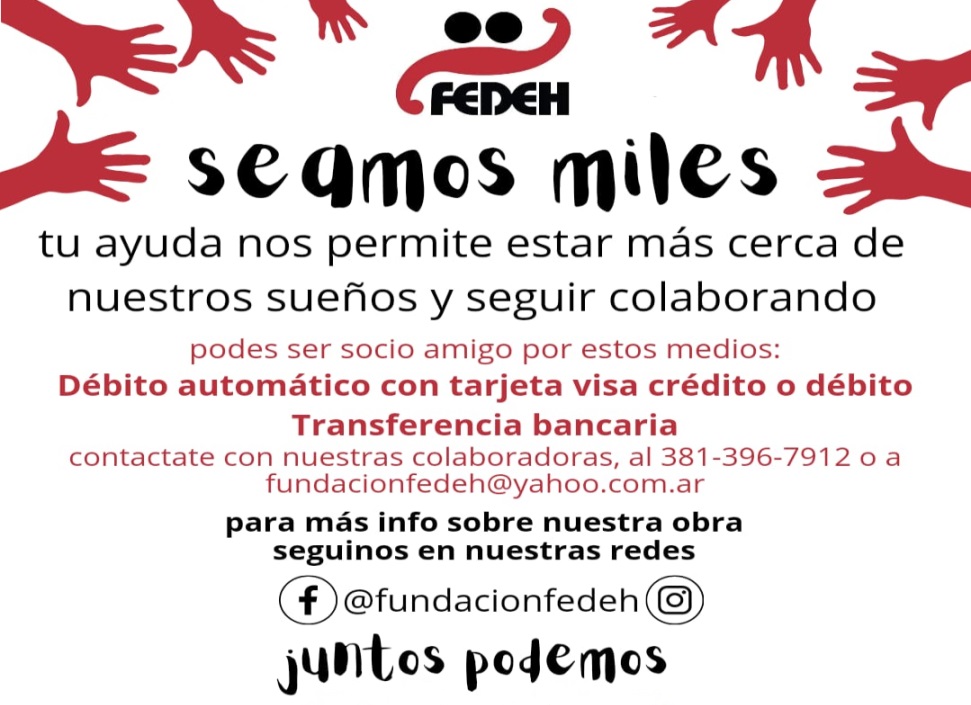 FEDEH
seamos miles
tu ayuda nos permite estar más cerca de
nuestros sueños y seguir colaborando
podes ser socio amigo por estos medios:
Débito automático con tarjeta visa crédito o débito
Transferencia bancaria
contactate con nuestras colaboradoras, al 381-396-7912 o a
fundacionfedeh@yahoo.com.ar
para más info sobre nuestra obra
seguinos en nuestras redes
@fundacionfedeh
juntos podemos